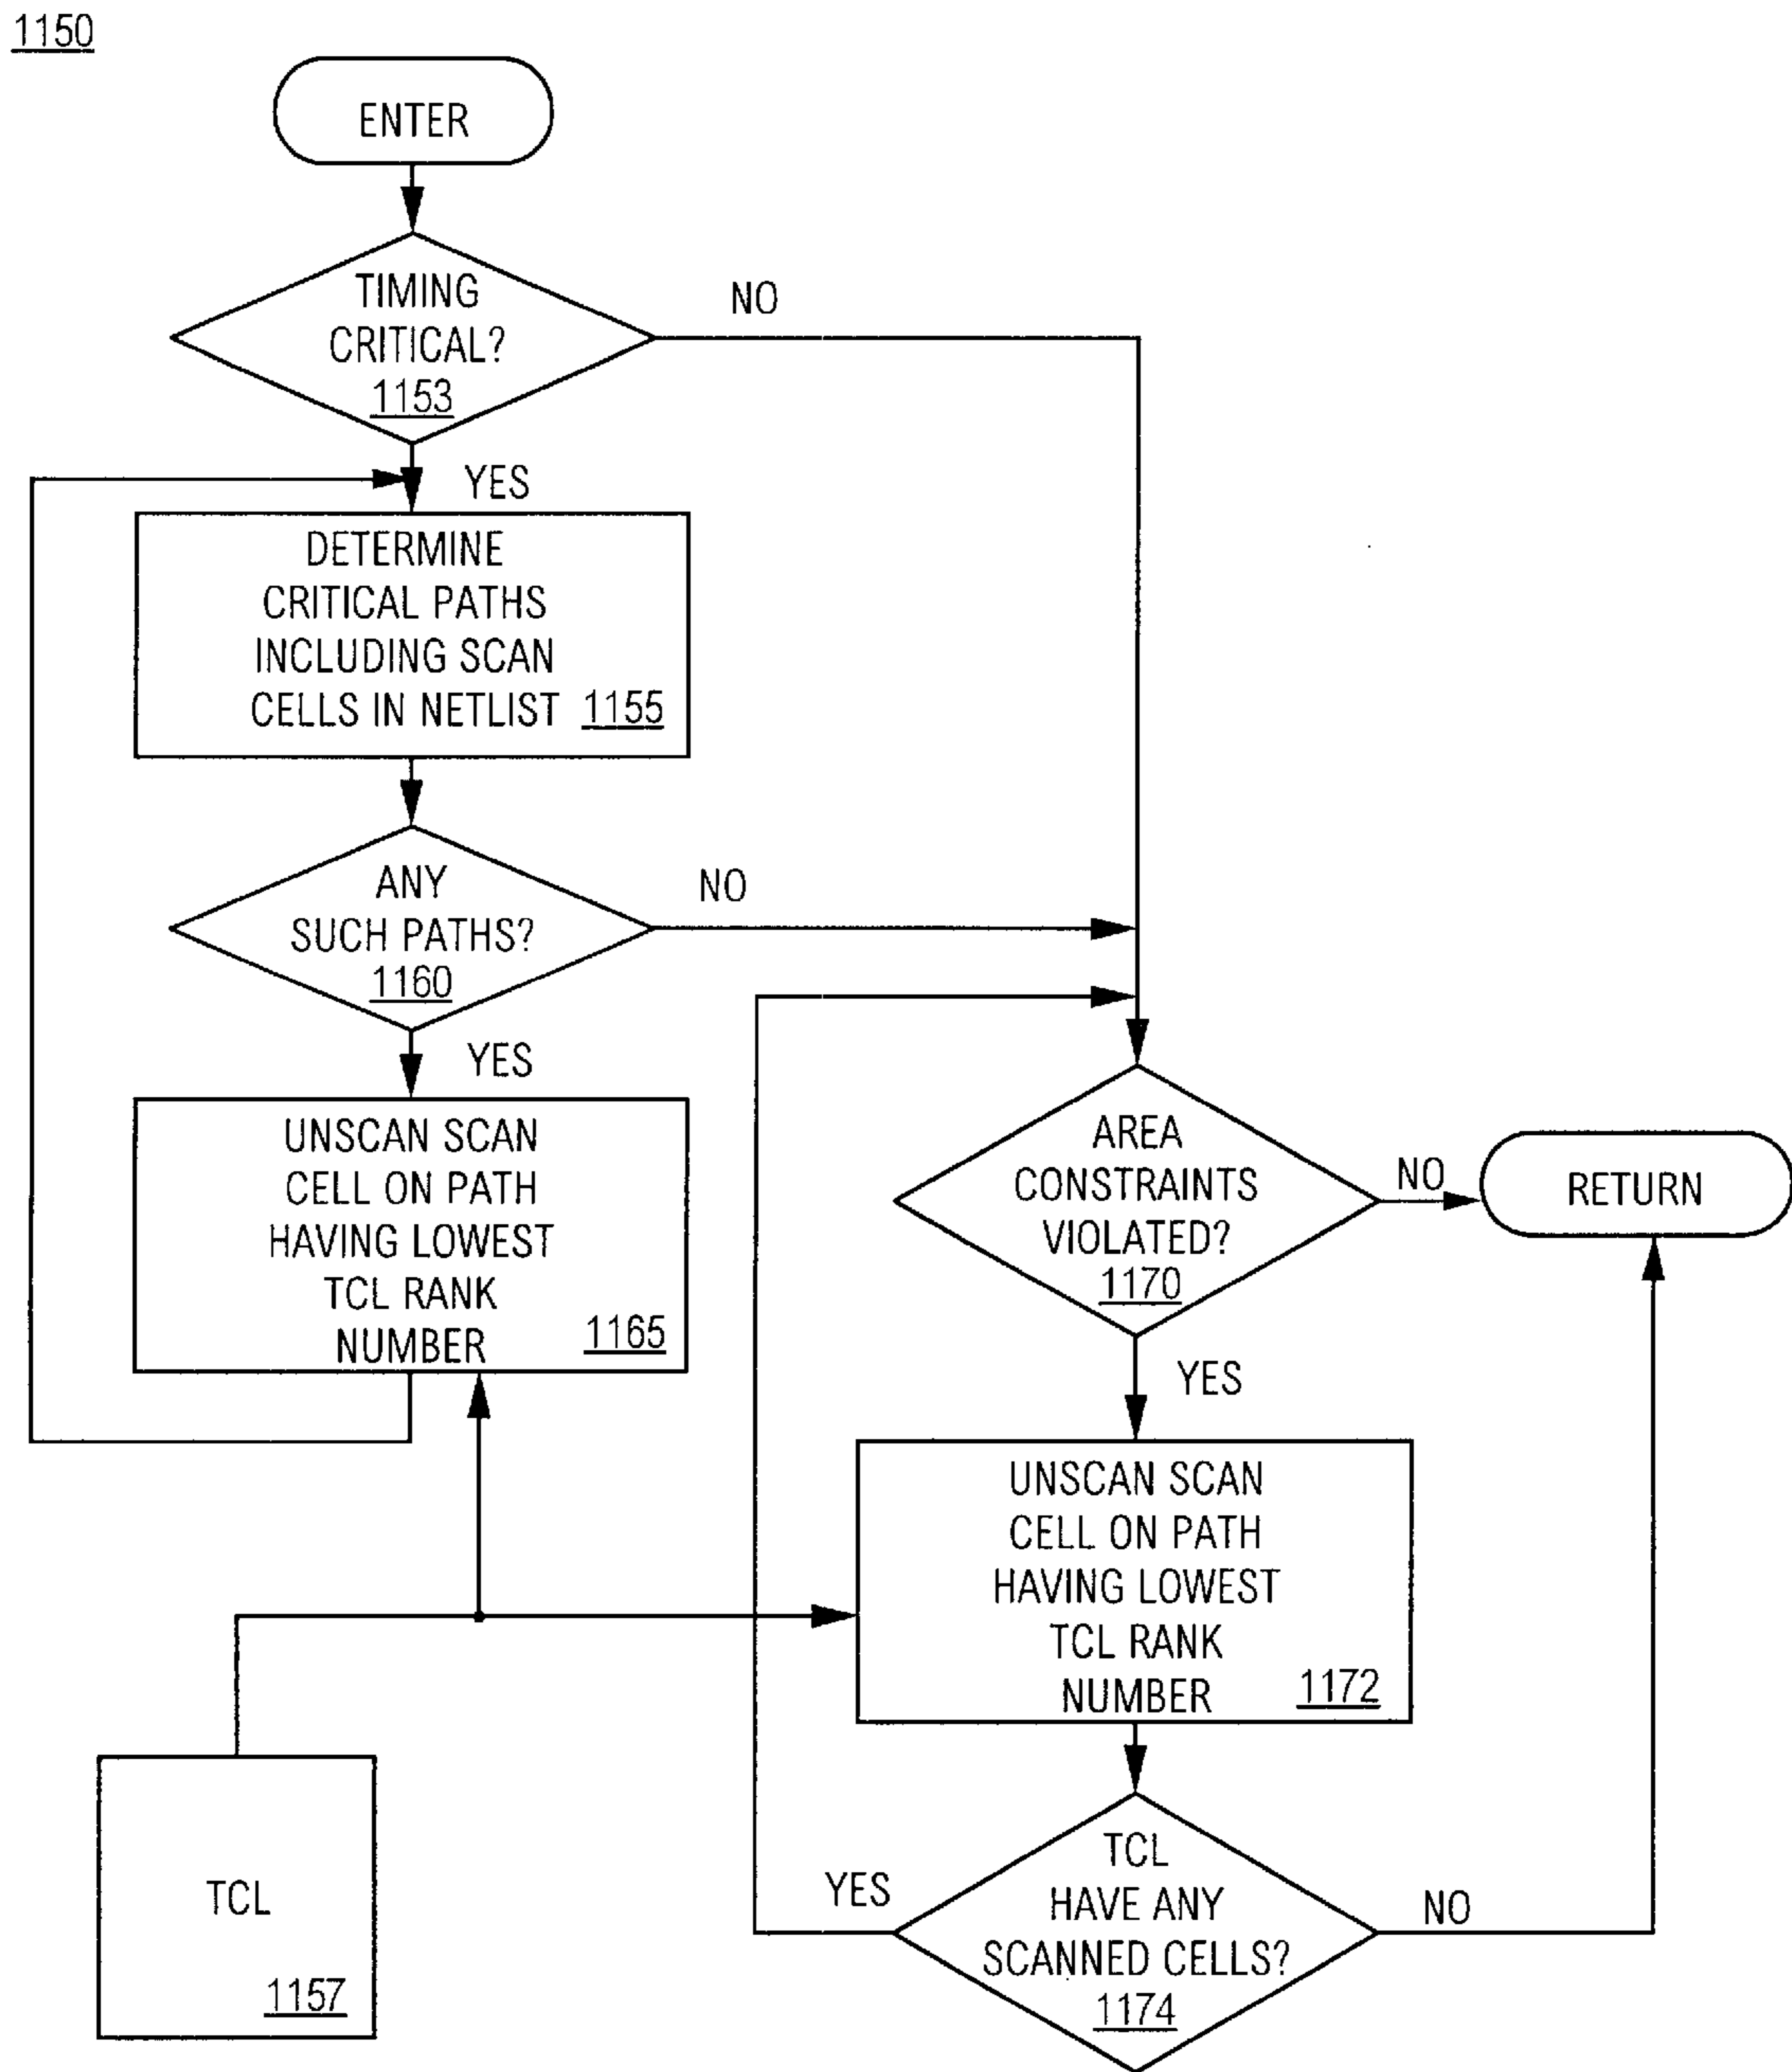 1150
ENTER
TIMING
CRITICAL?
1153
NO
YES
DETERMINE
CRITICAL PATHS
INCLUDING SCAN
CELLS IN NETLIST 1155
ANY
SUCH PATHS?
1160
NO
YES
UNSCAN SCAN
CELL ON PATH
HAVING LOWEST
TCL RANK
NUMBER 1165
AREA
CONSTRAINTS
VIOLATED?
1170
NO
RETURN
YES
UNSCAN SCAN
CELL ON PATH
HAVING LOWEST
TCL RANK
NUMBER 1172
TCL
HAVE ANY
SCANNED CELLS?
1174
YES
NO
TCL
1157